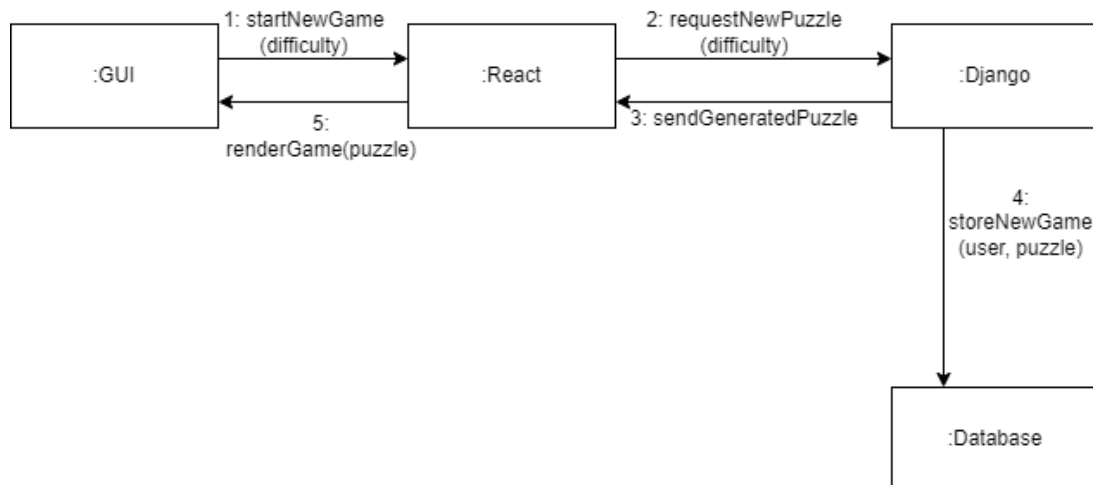 1: startNewGame
(difficulty)
2: requestNewPuzzle
(difficulty)
:GUI
:React
:Django
5:
renderGame(puzzle)
3: sendGeneratedPuzzle
4:
storeNewGame
(user, puzzle)
:Database